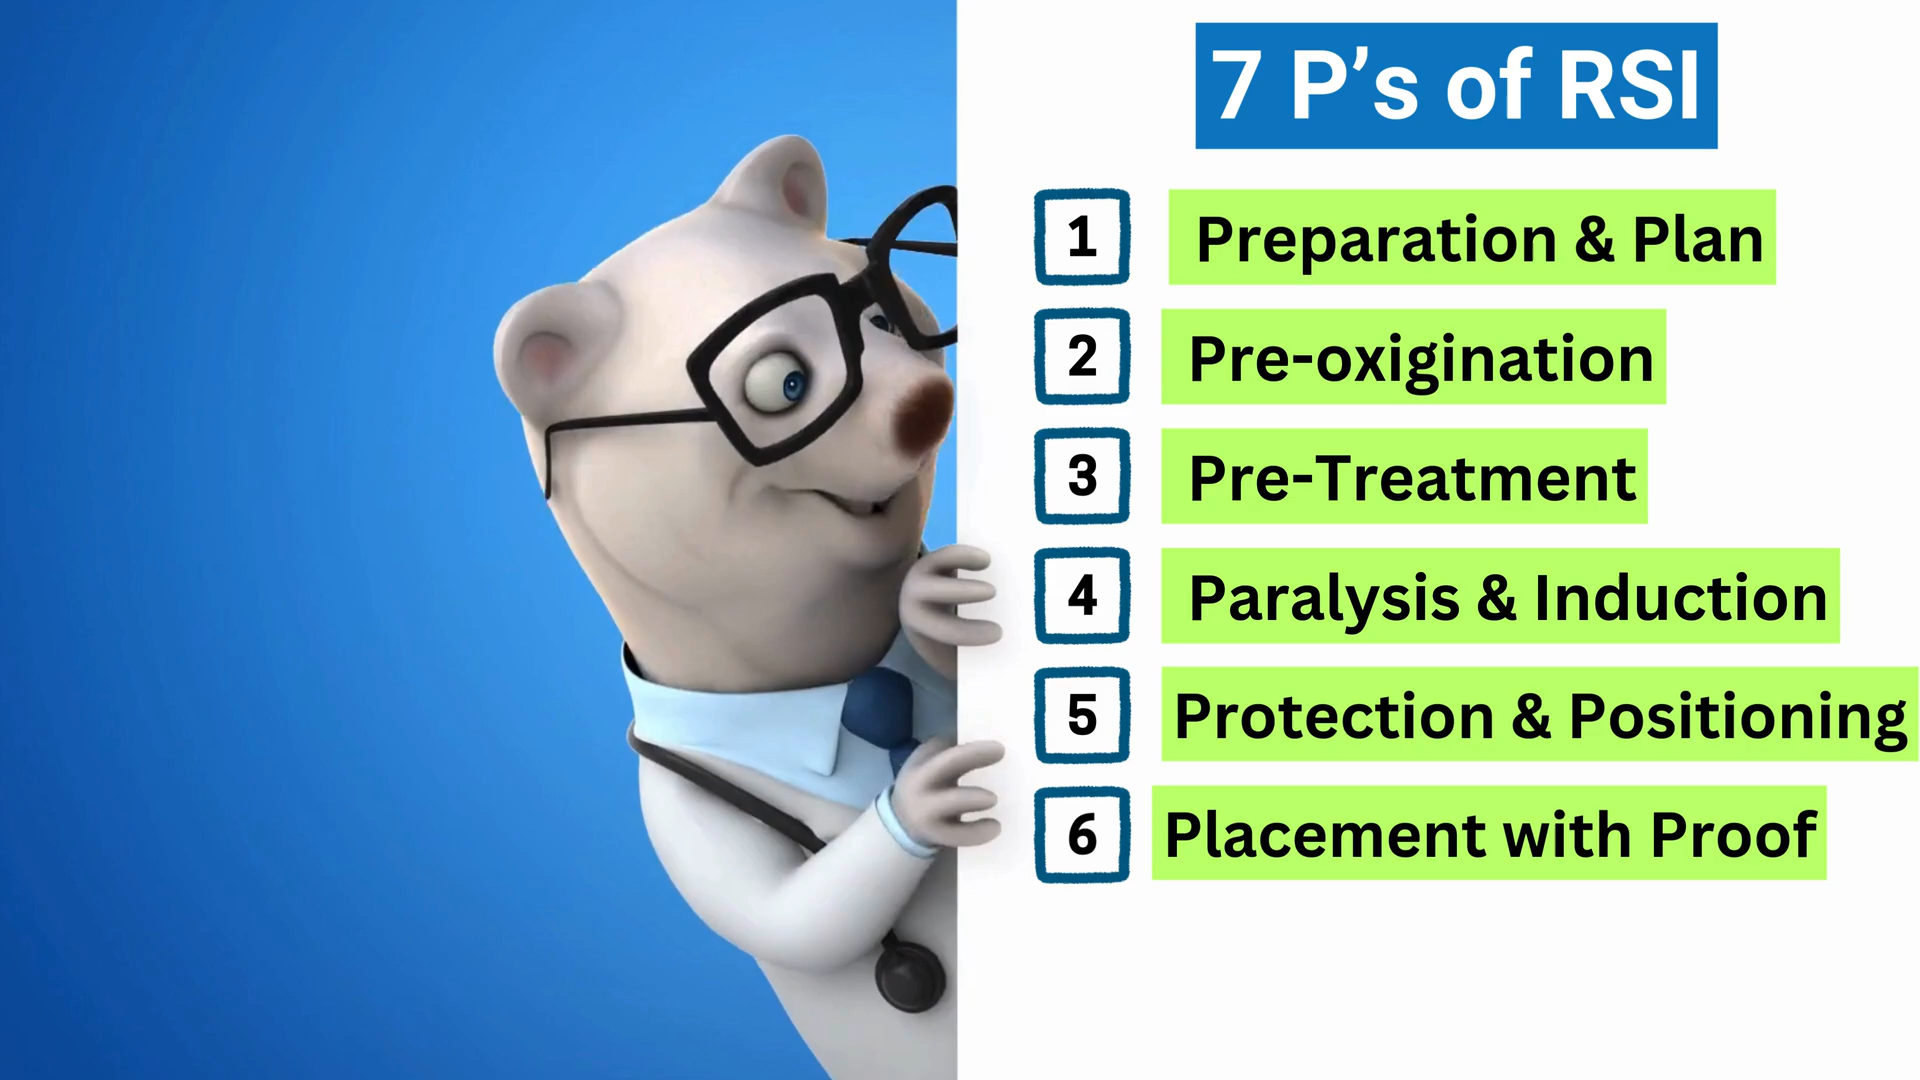 7 P’s of RSI
1 Preparation & Plan
2 Pre-oxigination
3 Pre-Treatment
4 Paralysis & Induction
5 Protection & Positioning
6 Placement with Proof